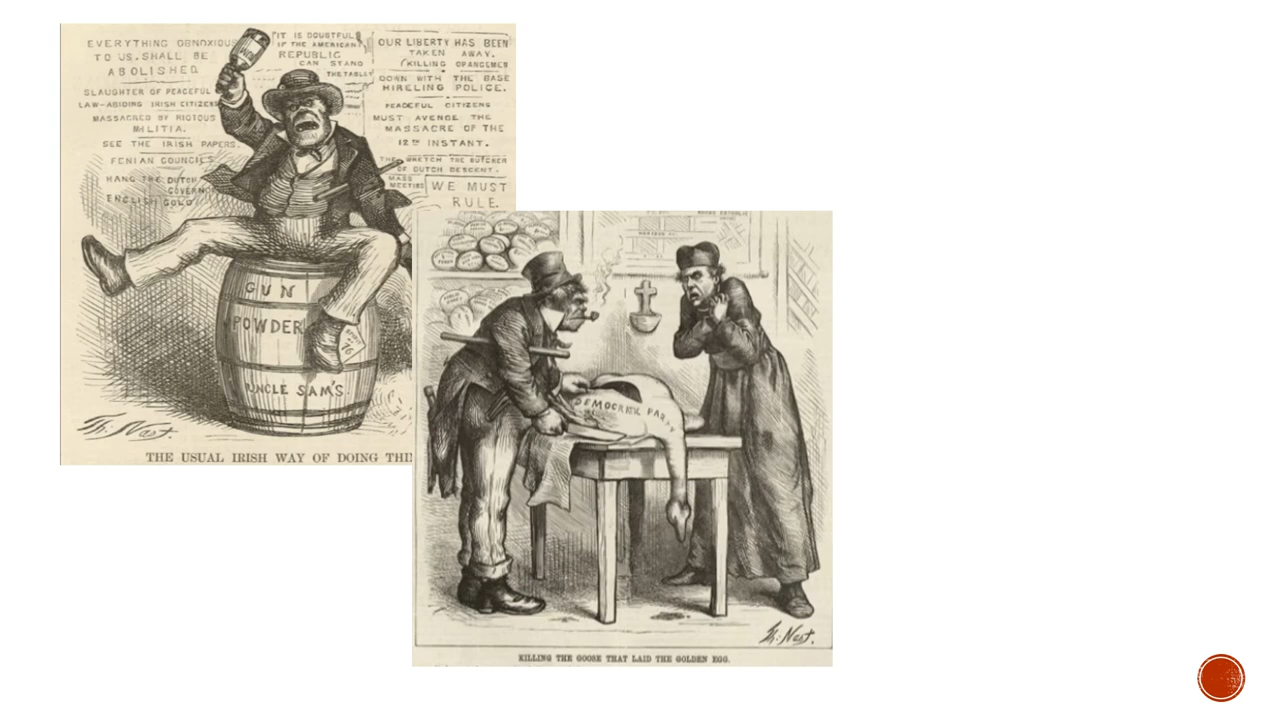 EVERYTHING OBNOXIOUS
TO US. SHALL BE
ABOLISHED
SLAUGHTER OF PEACEFUL
LAW-ABIDING IRISH CITIZENS
MASSACRED BY RIOTOUS
MILITIA.
SEE THE IRISH PAPERS.
FENIAN COUNCILS
HANG THE DUTCH
GOVERNO
ENGLISH GOLD
RUM
IT IS DOUBTFUL
IF THE AMERICAN
REPUBLIC
CAN STAND
THE TABLET
OUR LIBERTY HAS BEEN
TAKEN AWAY.
(KILLING ORANGEMEN
DOWN WITH THE BASE
HIRELING POLICE.
PEACEFUL CITIZENS
MUST AVENGE THE
MASSACRE OF THE
12TH INSTANT.
THE WRETCH THE BUTCHER
OF DUTCH DESCENT.
MASS
MEETING
WE MUST
RULE.
GUN
POWDER
UNCLE SAM'S
76
Th: Nast.
THE USUAL IRISH WAY OF DOING THI
DEMOCRATIC PARTY
Th: Nast.
KILLING THE GOOSE THAT LAID THE GOLDEN EGG.